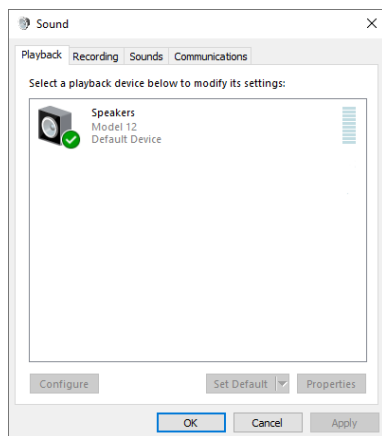 Sound
Playback Recording Sounds Communications
Select a playback device below to modify its settings:
Speakers
Model 12
Default Device
Configure Set Default Properties
OK Cancel Apply